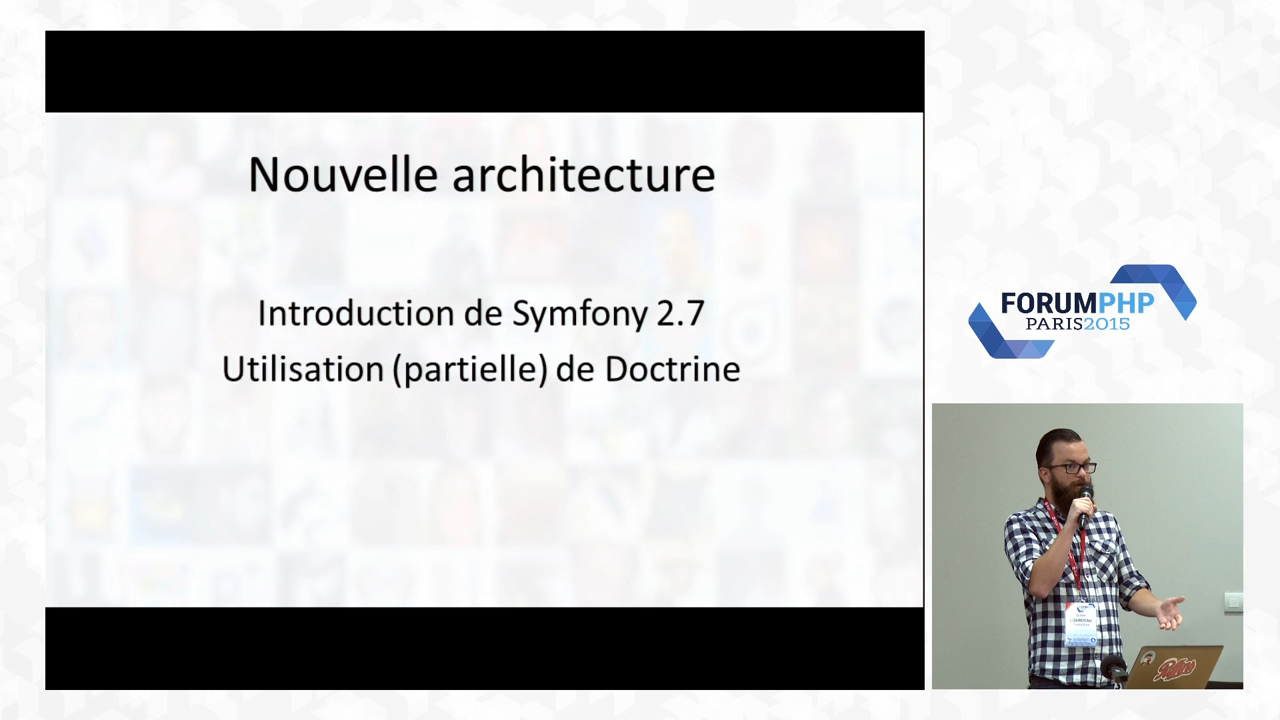 Nouvelle architecture
Introduction de Symfony 2.7
Utilisation (partielle) de Doctrine
FORUMPHP
PARIS2015